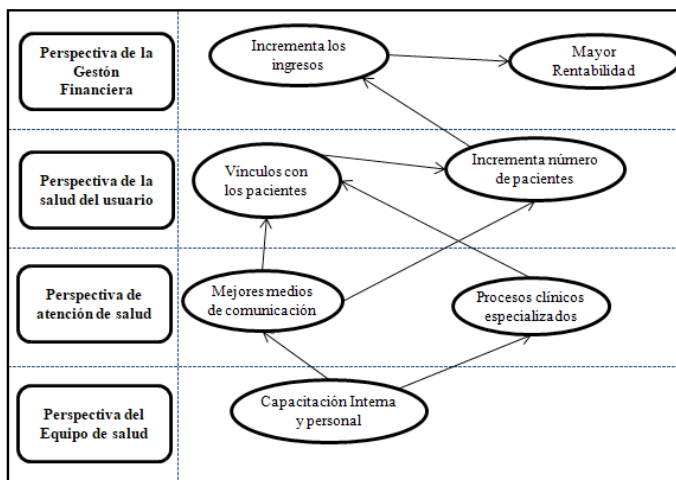 Perspectiva de la
Gestón
Financiera
Incrementa los
ingresos
Mayor
Rentabilidad
Perspectiva de la
salud del usuario
Vínculos con
los pacientes
Incrementa número
de pacientes
Perspectiva de
atención de salud
Mejores medios
de comunicación
Procesos clínicos
especializados
Perspectiva del
Equipo de salud
Capacitación Interna
y personal